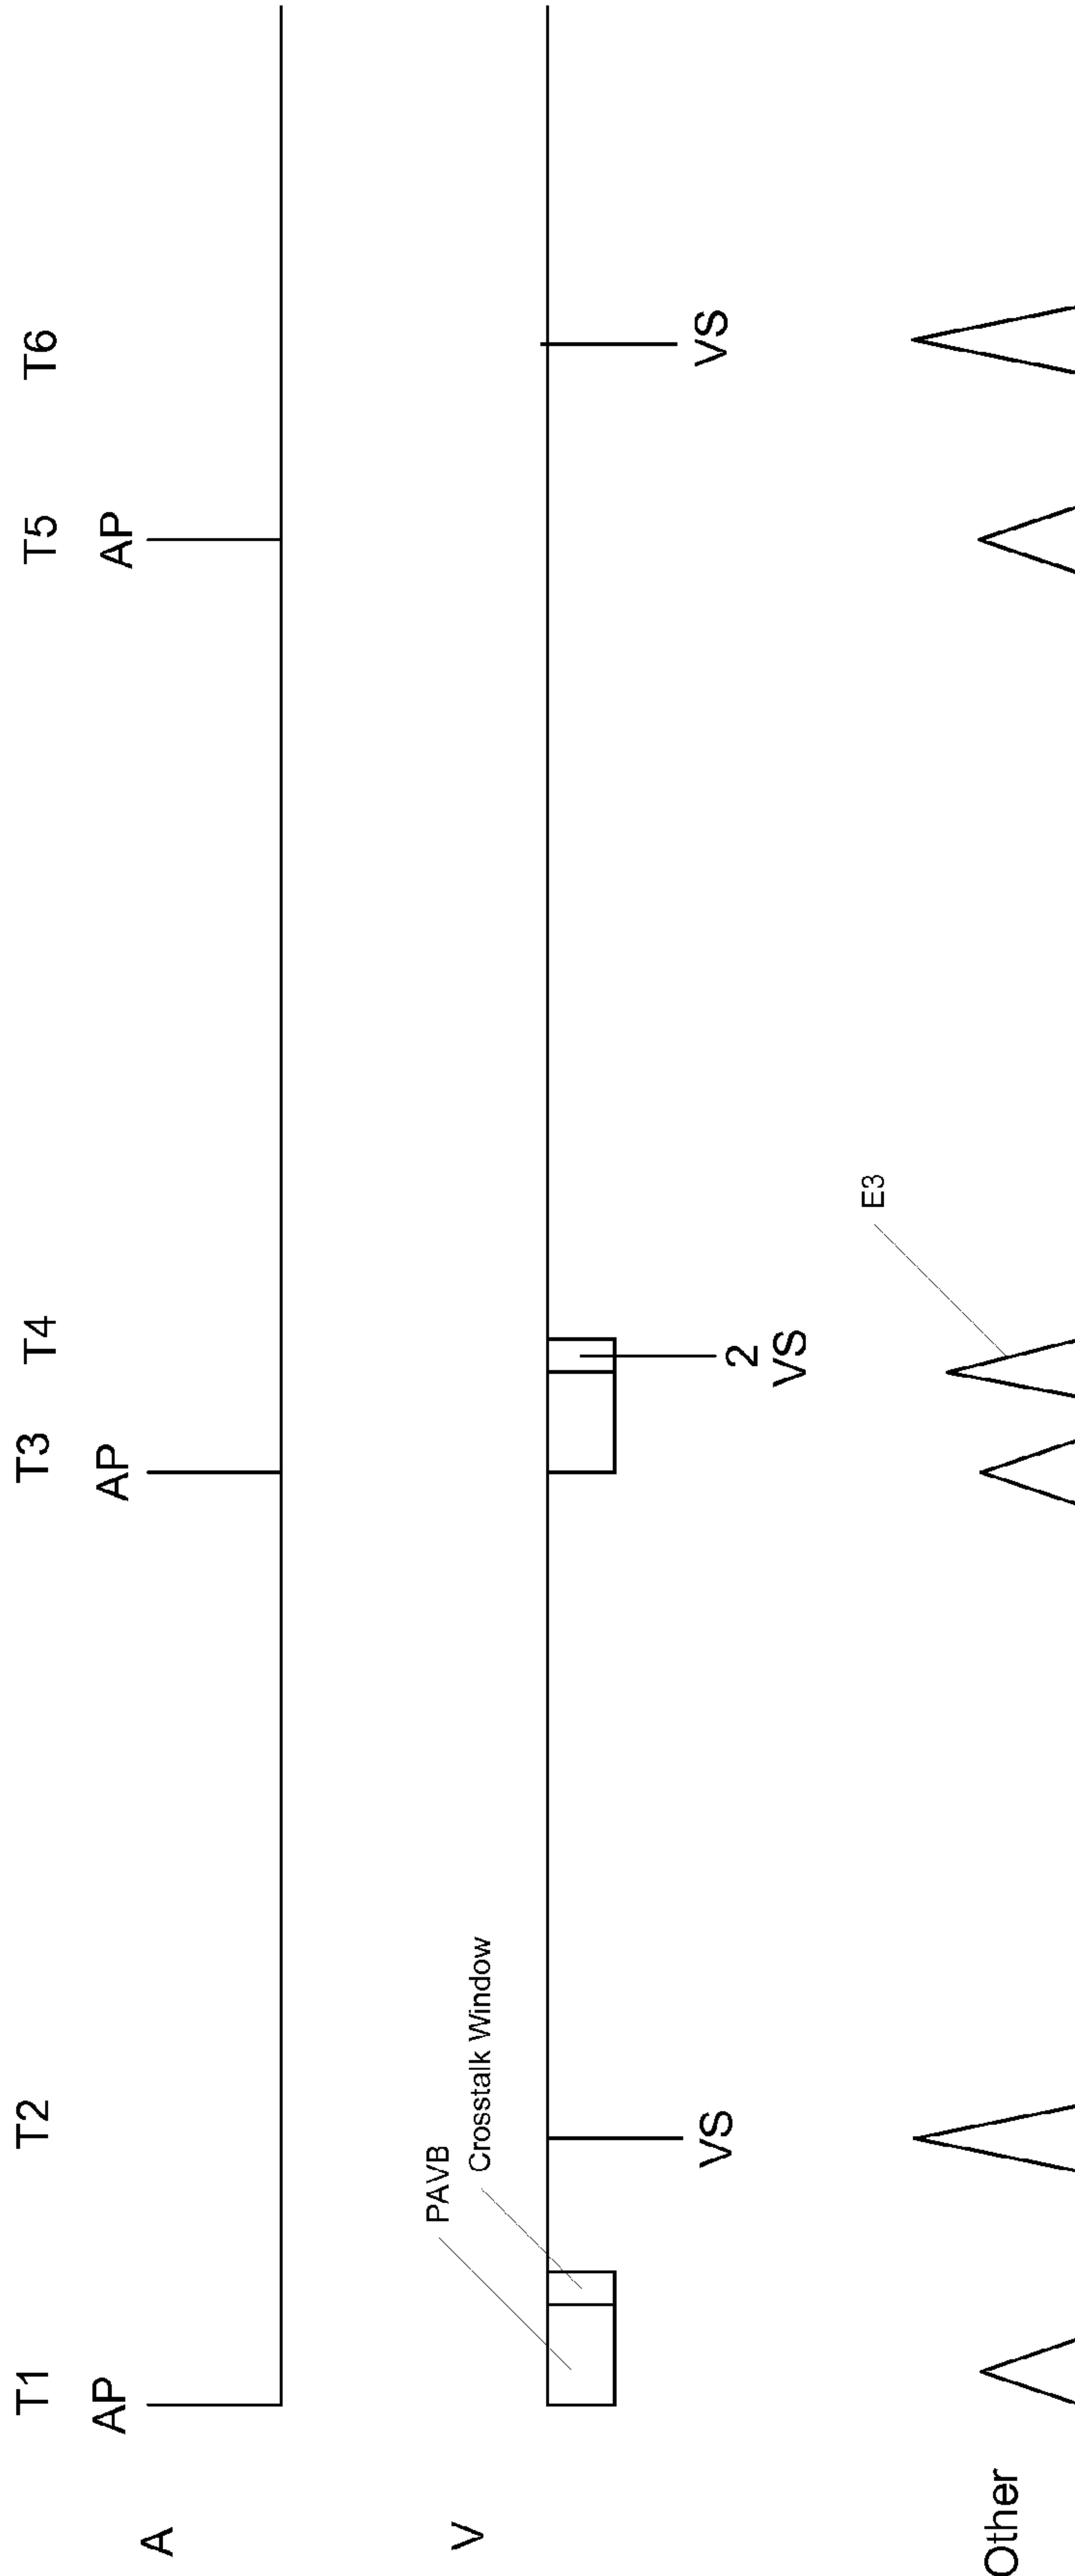 T1 T2 T3 T4 T5 T6
AP AP AP
A
PAVB
Crosstalk Window
V
VS 2 VS
VS
E3
Other